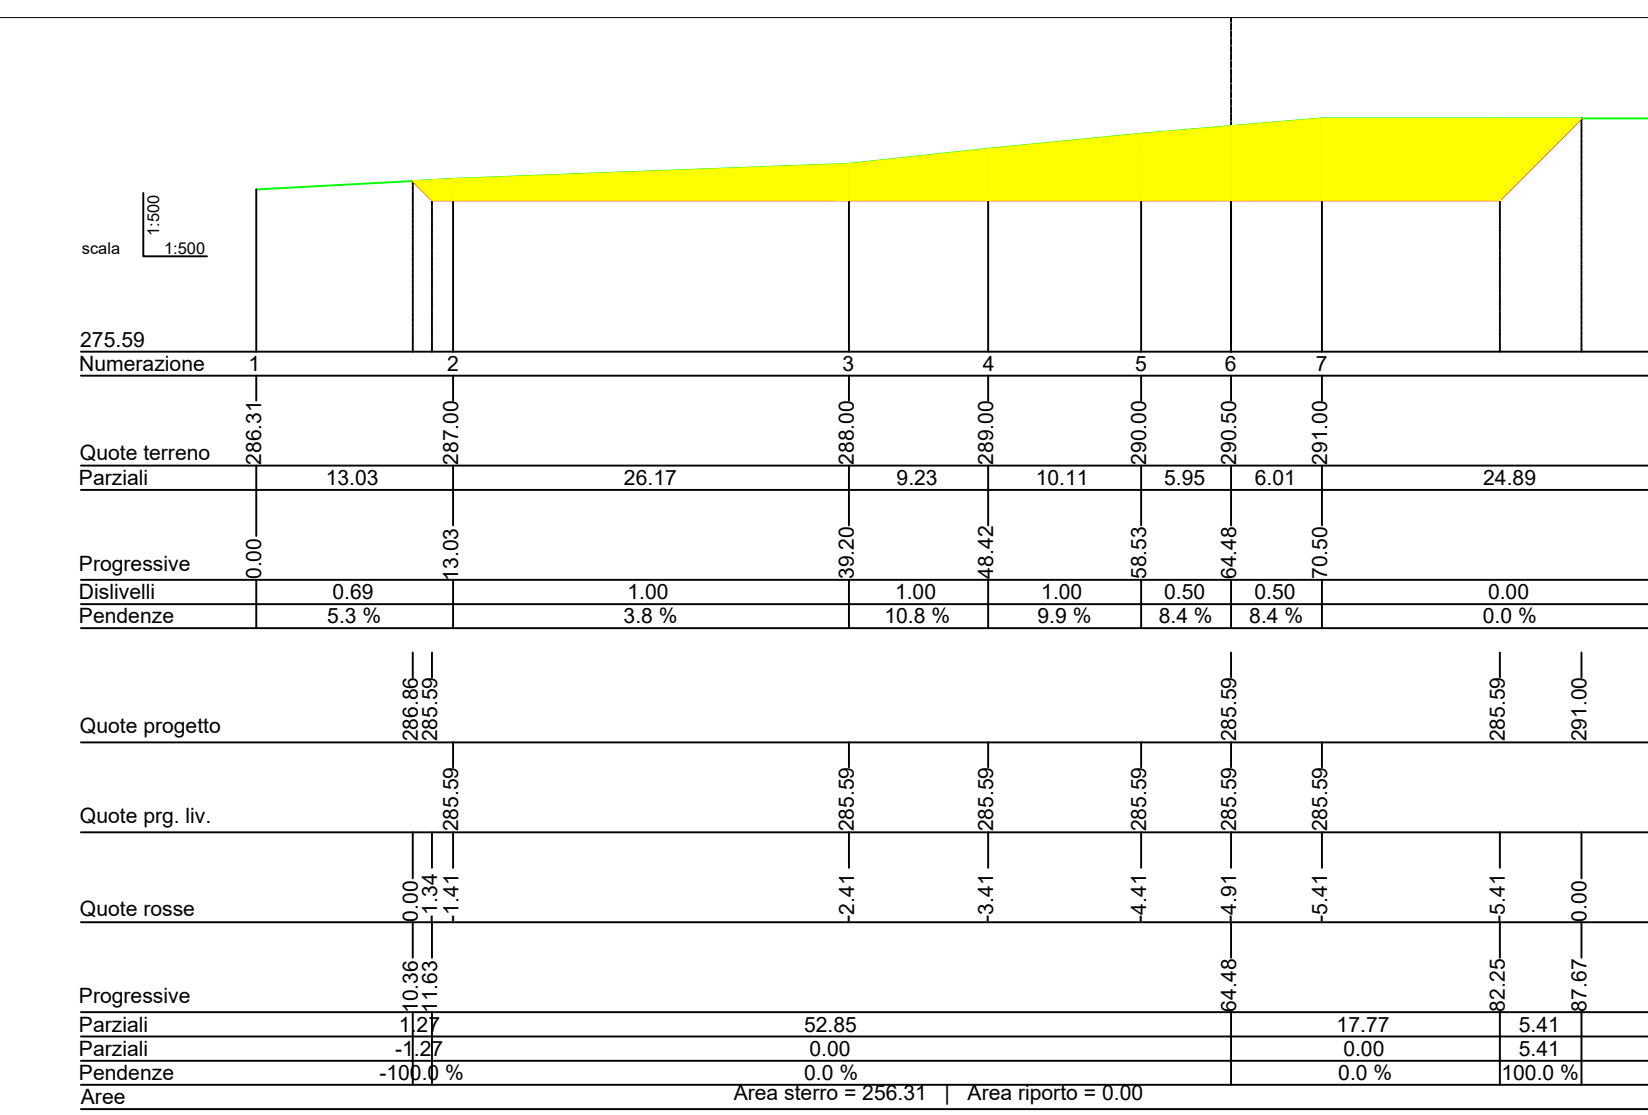 1:500
scala 1:500
275.59
Numerazione 1 2 3 4 5 6 7
Quote terreno 286.31 287.00 288.00 289.00 290.00 290.50 291.00
Parziali 13.03 26.17 9.23 10.11 5.95 6.01 24.89
Progressive 0.00 13.03 39.20 48.42 58.53 64.48 70.50
Dislivelli 0.69 1.00 1.00 1.00 0.50 0.50 0.00
Pendenze 5.3 % 3.8 % 10.8 % 9.9 % 8.4 % 8.4 % 0.0 %
Quote progetto 286.86 285.59 285.59 285.59 291.00
Quote prg. liv. 285.59 285.59 285.59 285.59 285.59 285.59
Quote rosse 0.00 -1.34 -1.41 -2.41 -3.41 -4.41 -4.91 -5.41 -5.41 0.00
Progressive 10.36 11.63 64.48 82.25 87.67
Parziali 1.27 52.85 17.77 5.41
Parziali -1.27 0.00 0.00 5.41
Pendenze -100.0 % 0.0 % 0.0 % 100.0 %
Aree Area sterro = 256.31 | Area riporto = 0.00